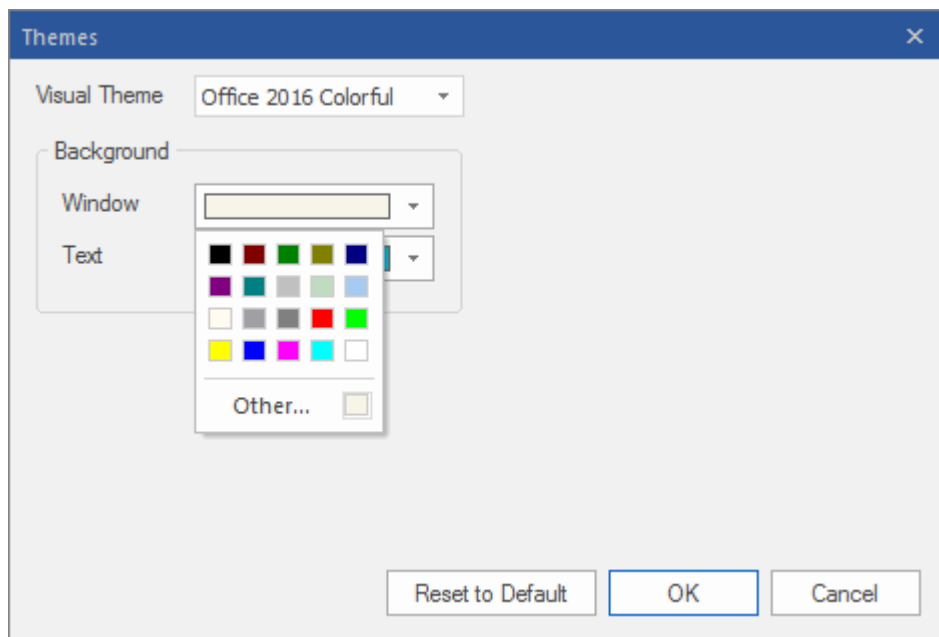 Themes
Visual Theme Office 2016 Colorful
Background
Window
Text
Other...
Reset to Default OK Cancel